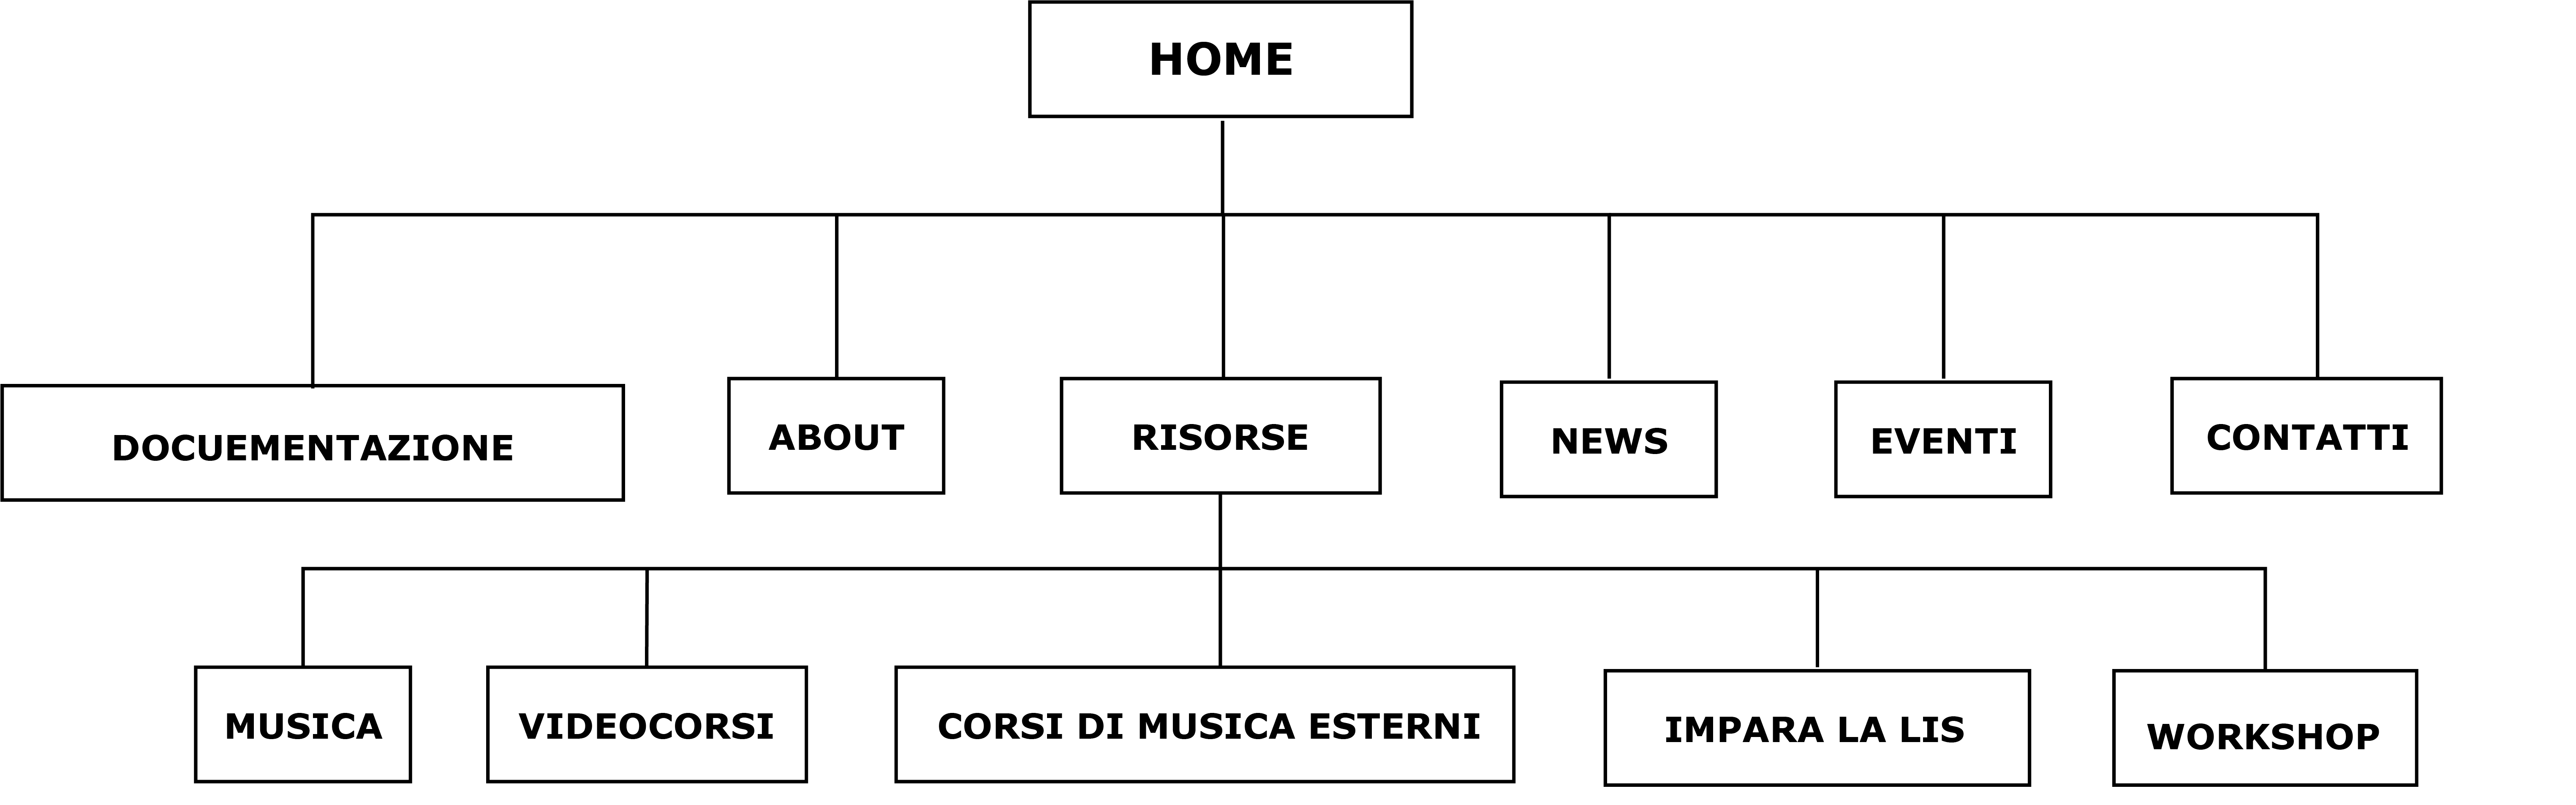 HOME
DOCUEMENTAZIONE
ABOUT
RISORSE
NEWS
EVENTI
CONTATTI
MUSICA
VIDEOCORSI
CORSI DI MUSICA ESTERNI
IMPARA LA LIS
WORKSHOP